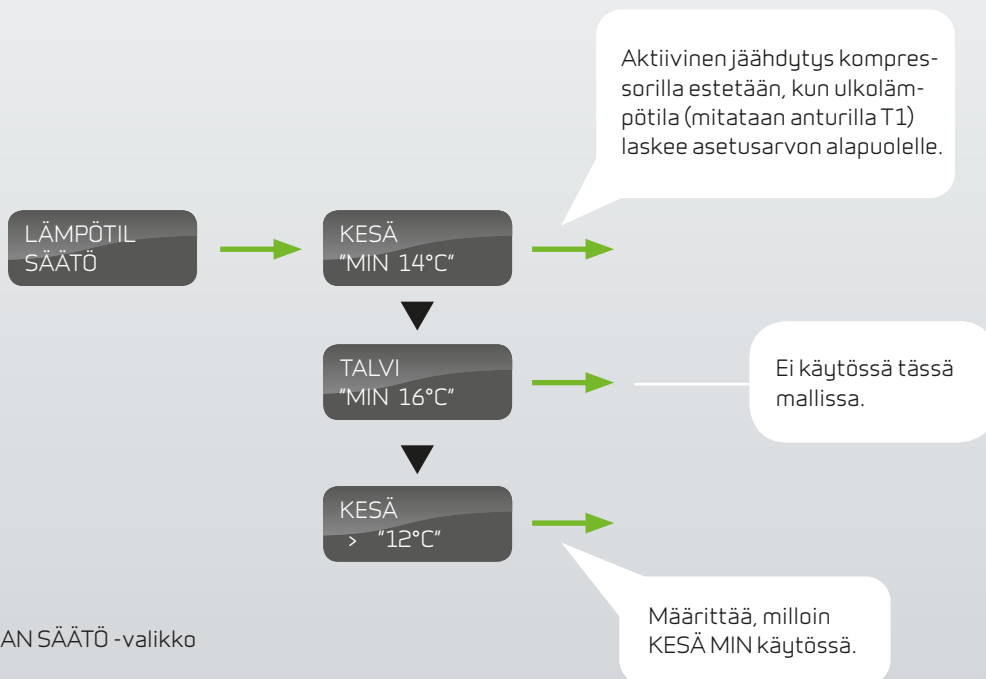 Aktiivinen jäähdytys kompres-
sorilla estetään, kun ulkoläm-
pötila (mitataan anturilla T1)
laskee asetusarvon alapuolelle.
LÄMPÖTIL
SÄÄTÖ
KESÄ
"MIN 14°C"
TALVI
"MIN 16°C"
Ei käytössä tässä
mallissa.
KESÄ
> "12°C"
Määrittää, milloin
KESÄ MIN käytössä.
AN SÄÄTÖ -valikko